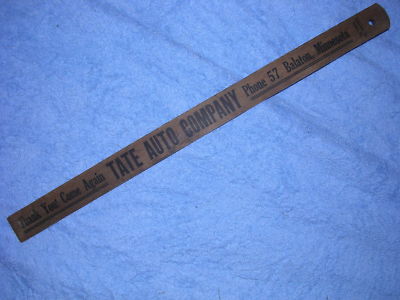 Thank You! Come Again TATE AUTO COMPANY Phone 57 Balaton, Minnesota